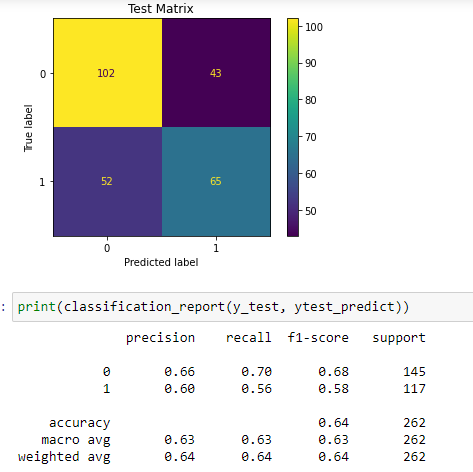 Test Matrix
100
0 102 43
90
80
True label
70
60
1 52 65
50
0 1
Predicted label
: print(classification_report(y_test, ytest_predict))
precision recall f1-score support
0 0.66 0.70 0.68 145
1 0.60 0.56 0.58 117
accuracy 0.64 262
macro avg 0.63 0.63 0.63 262
weighted avg 0.64 0.64 0.64 262